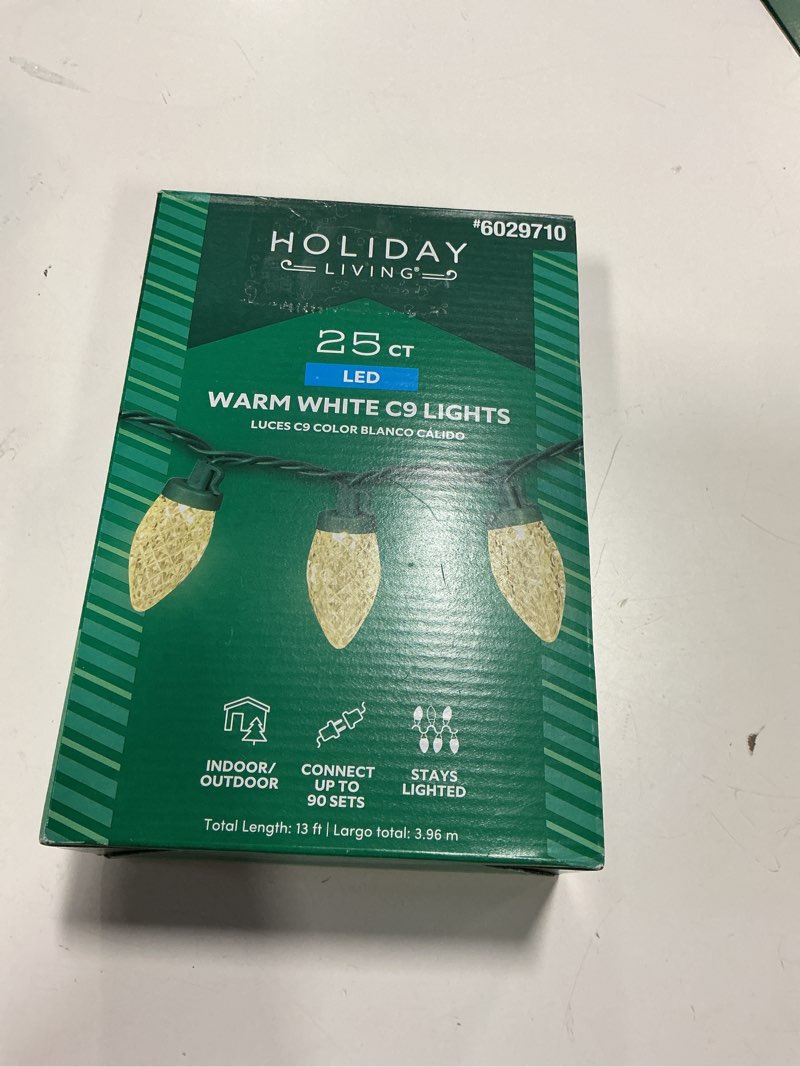 #6029710
HOLIDAY
LIVING®
25 CT
LED
WARM WHITE C9 LIGHTS
LUCES C9 COLOR BLANCO CÁLIDO
INDOOR/
OUTDOOR
CONNECT
UP TO
90 SETS
STAYS
LIGHTED
Total Length: 13 ft | Largo total: 3.96 m